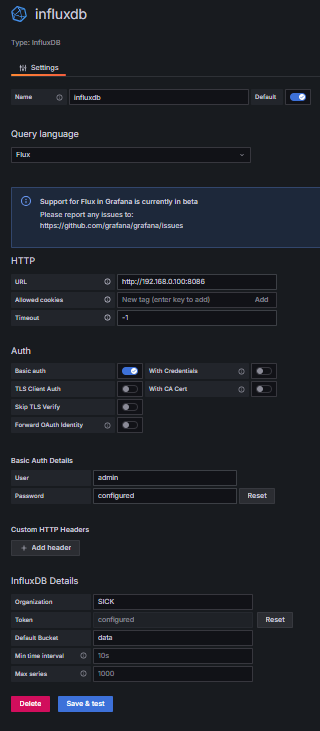 influxdb
Type: InfluxDB
Settings
Name influxdb Default
Query language
Flux
Support for Flux in Grafana is currently in beta
Please report any issues to:
https://github.com/grafana/grafana/issues
HTTP
URL http://192.168.0.100:8086
Allowed cookies New tag (enter key to add) Add
Timeout -1
Auth
Basic auth With Credentials
TLS Client Auth With CA Cert
Skip TLS Verify
Forward OAuth Identity
Basic Auth Details
User admin
Password configured Reset
Custom HTTP Headers
+ Add header
InfluxDB Details
Organization SICK
Token configured Reset
Default Bucket data
Min time interval 10s
Max series 1000
Delete Save & test